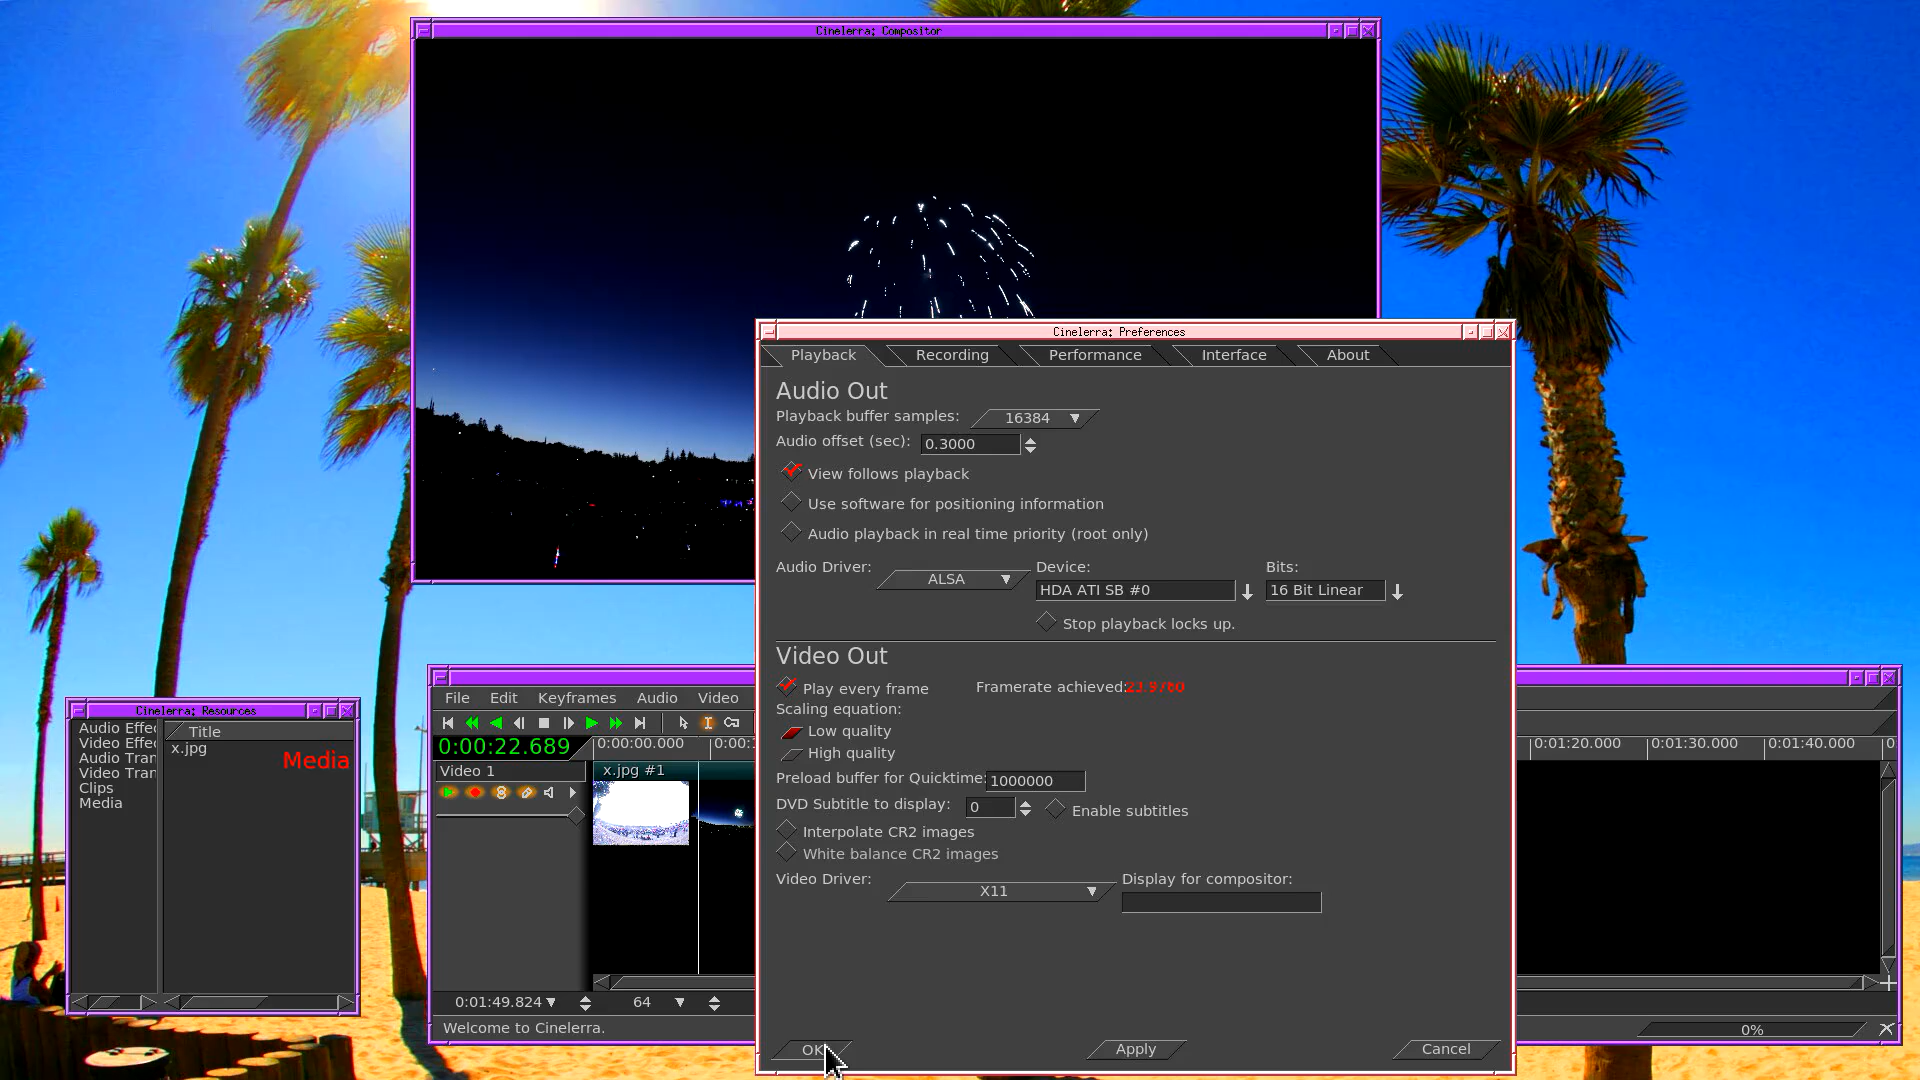 Cinelerra: Compositor
Cinelerra: Preferences
Playback Recording Performance Interface About
Audio Out
Playback buffer samples: 16384
Audio offset (sec): 0.3000
View follows playback
Use software for positioning information
Audio playback in real time priority (root only)
Audio Driver: ALSA Device: Bits:
HDA ATI SB #0 16 Bit Linear
Stop playback locks up.
Video Out
Play every frame Framerate achieved:23.9760
Scaling equation:
Low quality
High quality
Preload buffer for Quicktime: 1000000
DVD Subtitle to display: 0 Enable subtitles
Interpolate CR2 images
White balance CR2 images
Video Driver: X11 Display for compositor:
OK Apply Cancel
Cinelerra: Resources
Audio Effe
Video Effe
Audio Tran
Video Tran
Clips
Media
Title
x.jpg
Media
File Edit Keyframes Audio Video
0:00:22.689 0:00:00.000 0:00:1 0:01:20.000 0:01:30.000 0:01:40.000 0:
Video 1 x.jpg #1
0:01:49.824 64
Welcome to Cinelerra. 0%